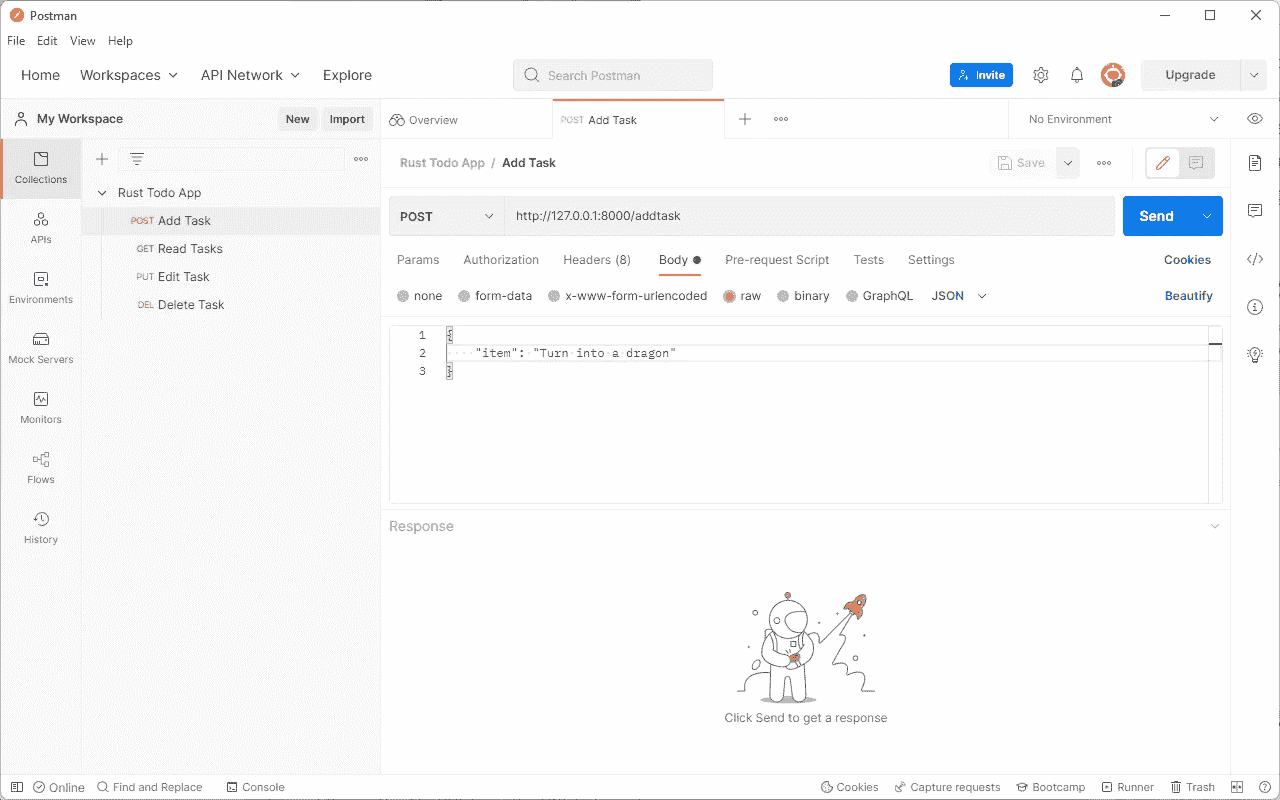 Postman
File Edit View Help
Home Workspaces API Network Explore
Search Postman
Invite
Upgrade
My Workspace
New Import
Overview
POST Add Task
No Environment
Collections
APIs
Environments
Mock Servers
Monitors
Flows
History
Rust Todo App
POST Add Task
GET Read Tasks
PUT Edit Task
DEL Delete Task
Rust Todo App / Add Task
Save
POST http://127.0.0.1:8000/addtask
Send
Params Authorization Headers (8) Body Pre-request Script Tests Settings Cookies
none form-data x-www-form-urlencoded raw binary GraphQL JSON Beautify
1 {
2 "item": "Turn into a dragon"
3 }
Response
Click Send to get a response
Online Find and Replace Console Cookies Capture requests Bootcamp Runner Trash